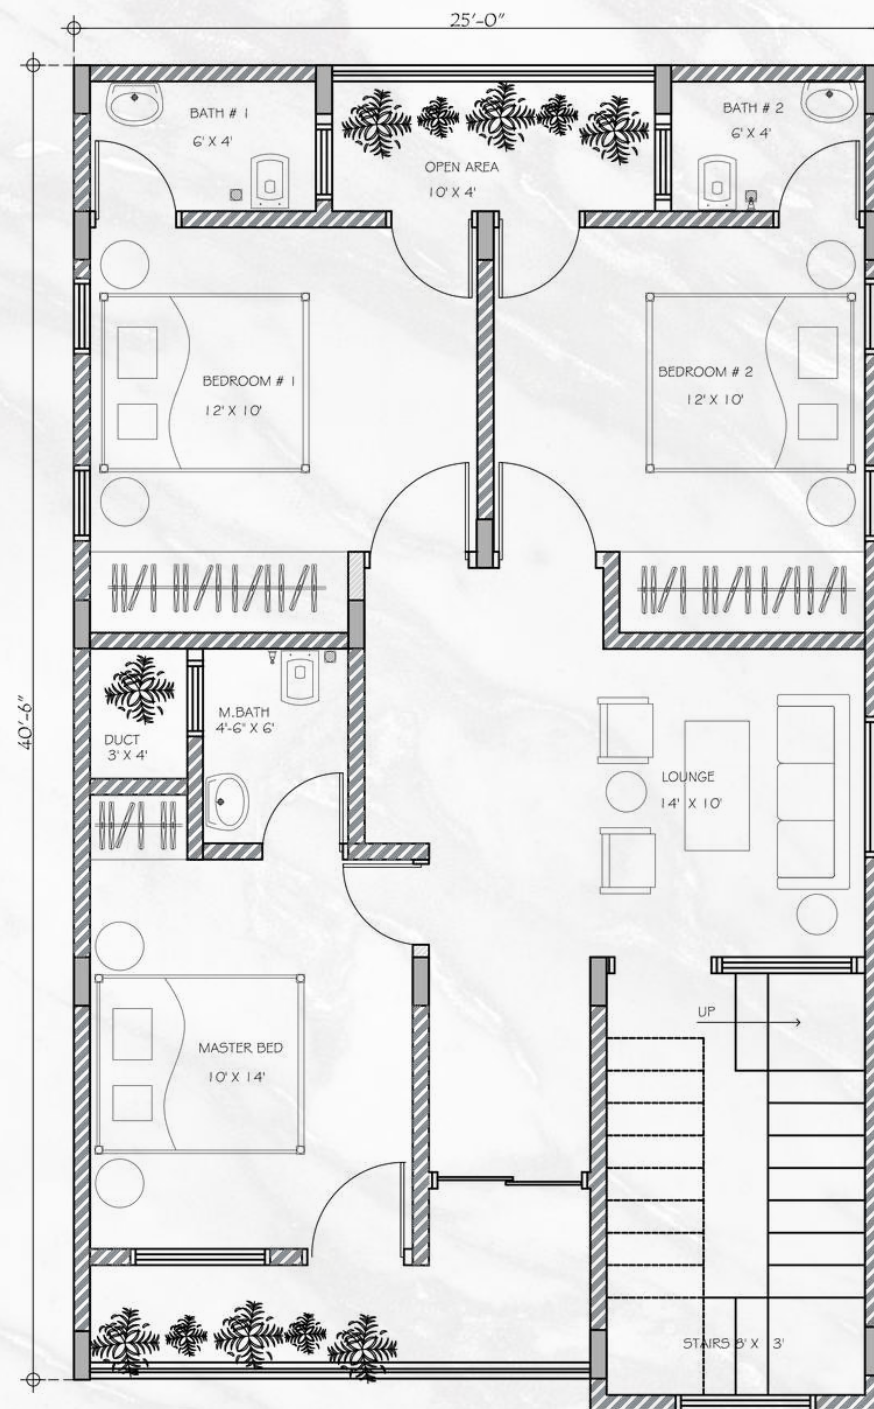 25'-0"
BATH # 1
6' X 4'
BATH # 2
6' X 4'
OPEN AREA
10' X 4'
BEDROOM # 1
12' X 10'
BEDROOM # 2
12' X 10'
40'-6"
M.BATH
4'-6" X 6'
DUCT
3' X 4'
LOUNGE
14' X 10'
UP
MASTER BED
10' X 14'
STAIRS 8' X 13'